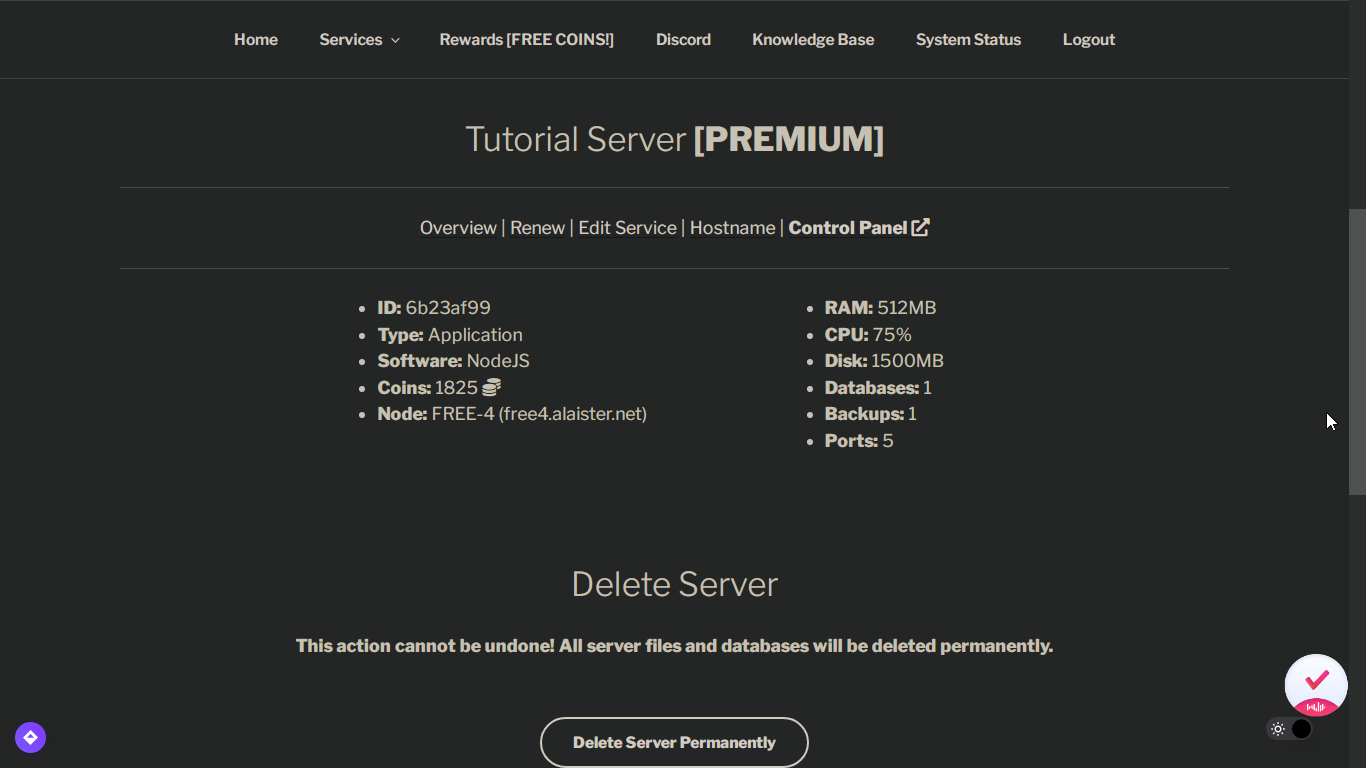 Home Services Rewards [FREE COINS!] Discord Knowledge Base System Status Logout
Tutorial Server [PREMIUM]
Overview | Renew | Edit Service | Hostname | Control Panel
ID: 6b23af99
Type: Application
Software: NodeJS
Coins: 1825
Node: FREE-4 (free4.alaister.net)
RAM: 512MB
CPU: 75%
Disk: 1500MB
Databases: 1
Backups: 1
Ports: 5
Delete Server
This action cannot be undone! All server files and databases will be deleted permanently.
Delete Server Permanently